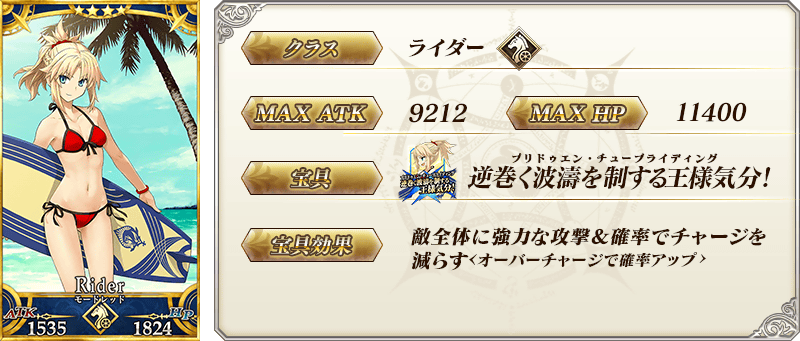 Rider
モードレッド
ATK HP
1535 1824
クラス ライダー
MAX ATK 9212 MAX HP 11400
プリドゥエン・チューブライディング
宝具 逆巻く波濤を制する王様気分!
宝具効果 敵全体に強力な攻撃&確率でチャージを
減らす<オーバーチャージで確率アップ>